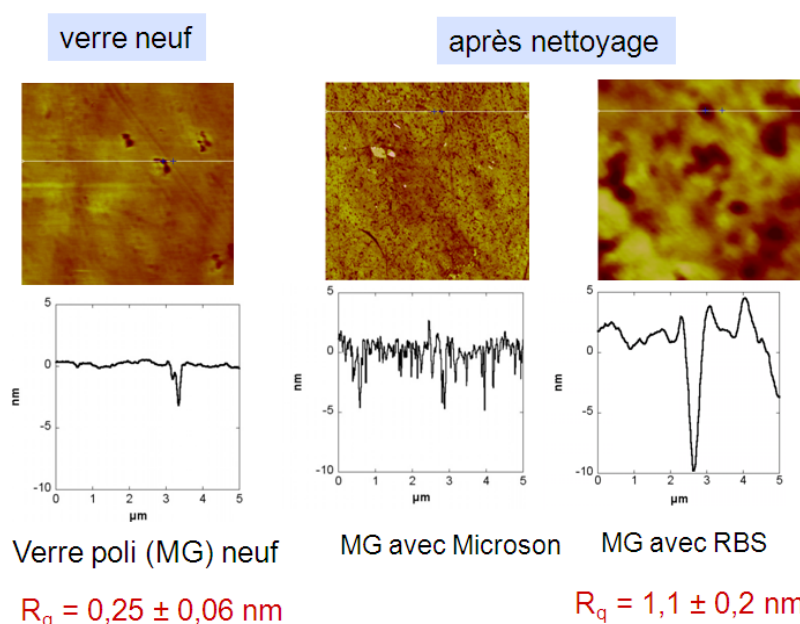 verre neuf
après nettoyage
5
0
-5
-10
nm
0 1 2 3 4 5
µm
5
0
-5
-10
nm
0 1 2 3 4 5
µm
5
0
-5
-10
nm
0 1 2 3 4 5
µm
Verre poli (MG) neuf
MG avec Microson
MG avec RBS
Rq = 0,25 ± 0,06 nm
Rq = 1,1 ± 0,2 nm